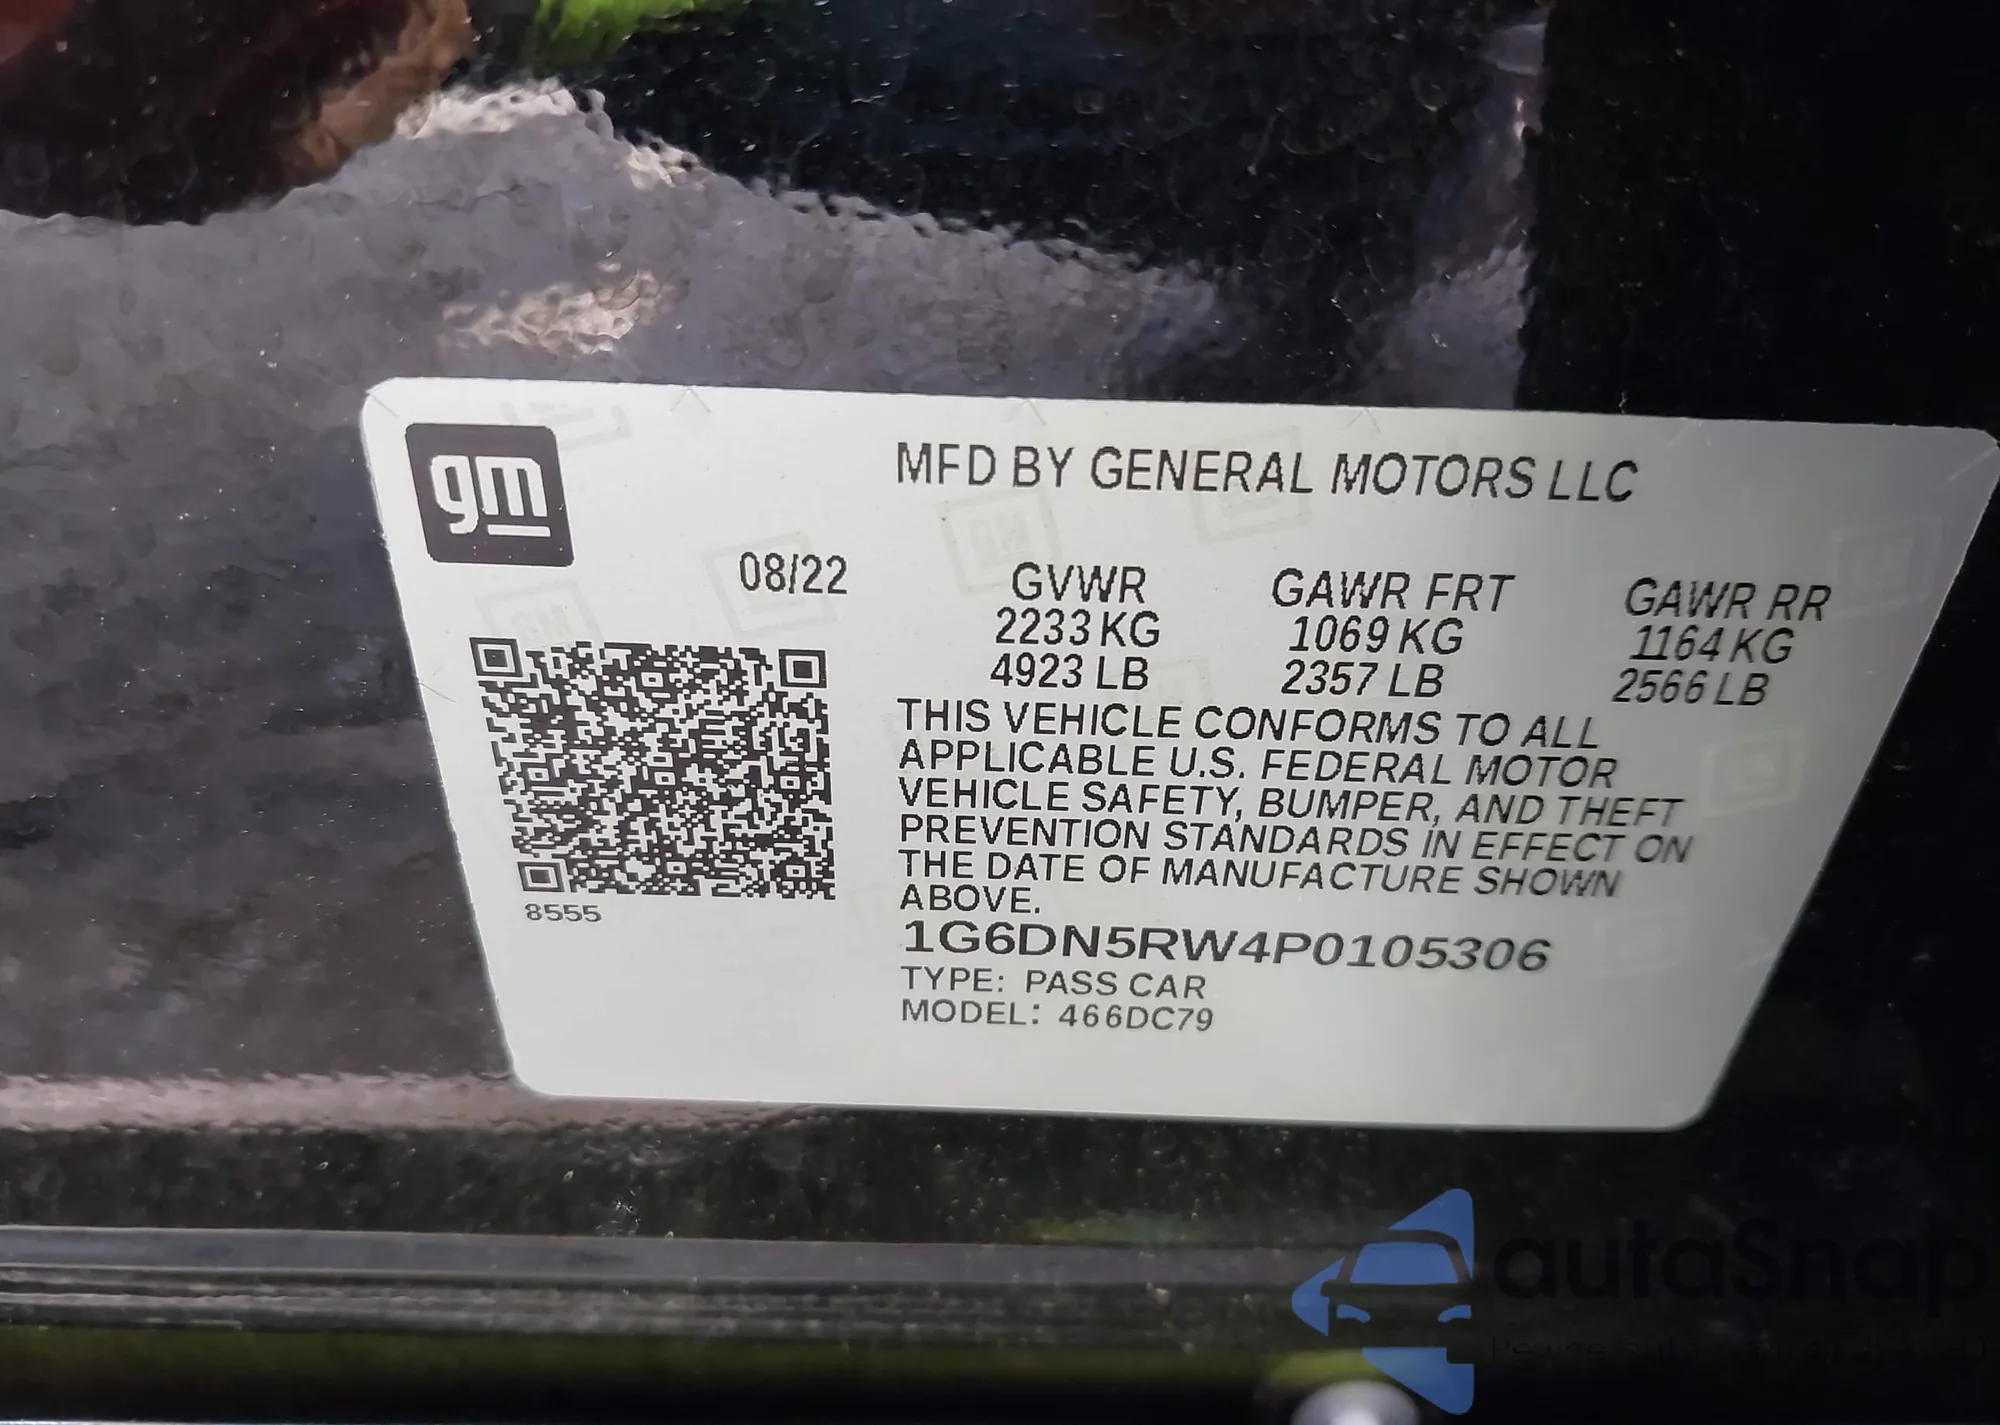 gm
MFD BY GENERAL MOTORS LLC
08/22
GVWR GAWR FRT GAWR RR
2233 KG 1069 KG 1164 KG
4923 LB 2357 LB 2566 LB
THIS VEHICLE CONFORMS TO ALL
APPLICABLE U.S. FEDERAL MOTOR
VEHICLE SAFETY, BUMPER, AND THEFT
PREVENTION STANDARDS IN EFFECT ON
THE DATE OF MANUFACTURE SHOWN
ABOVE.
8555
1G6DN5RW4P0105306
TYPE: PASS CAR
MODEL: 466DC79
autaSnap